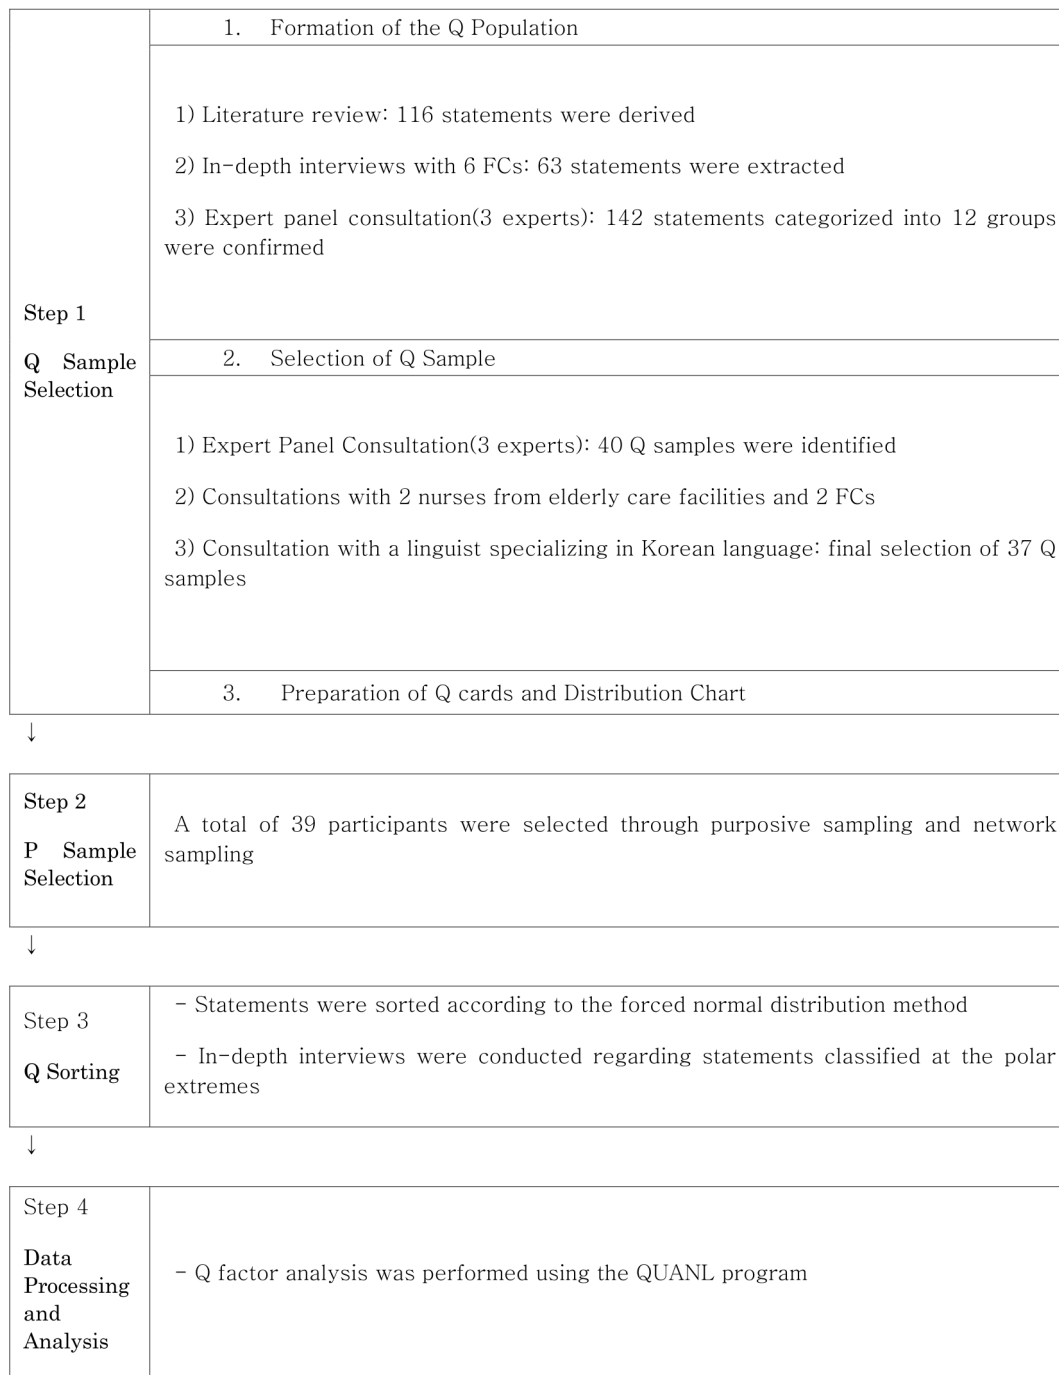 1. Formation of the Q Population
1) Literature review: 116 statements were derived
2) In-depth interviews with 6 FCs: 63 statements were extracted
3) Expert panel consultation(3 experts): 142 statements categorized into 12 groups
were confirmed
Step 1
Q Sample
Selection
2. Selection of Q Sample
1) Expert Panel Consultation(3 experts): 40 Q samples were identified
2) Consultations with 2 nurses from elderly care facilities and 2 FCs
3) Consultation with a linguist specializing in Korean language: final selection of 37 Q
samples
3. Preparation of Q cards and Distribution Chart
↓
Step 2
P Sample
Selection
A total of 39 participants were selected through purposive sampling and network
sampling
↓
Step 3
Q Sorting
- Statements were sorted according to the forced normal distribution method
- In-depth interviews were conducted regarding statements classified at the polar
extremes
↓
Step 4
Data
Processing
and
Analysis
- Q factor analysis was performed using the QUANL program